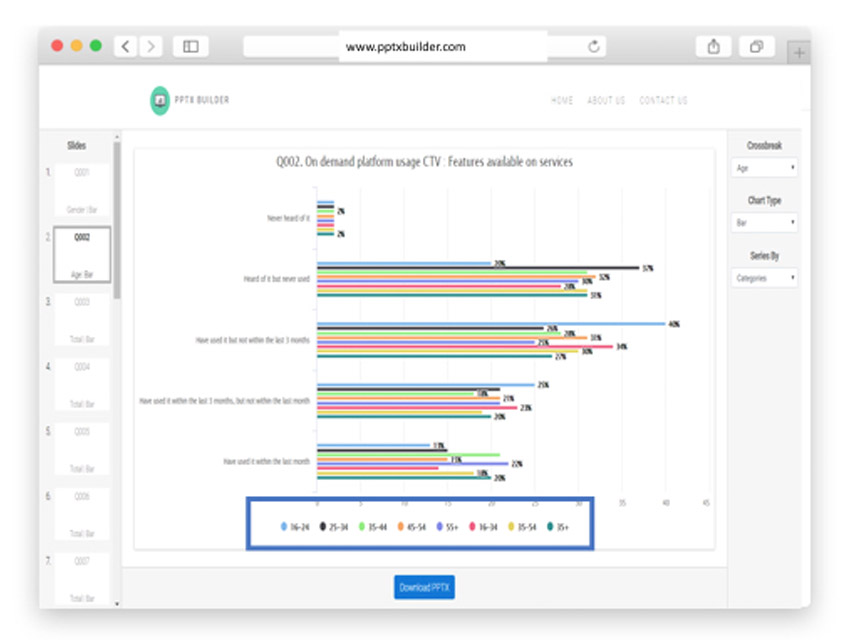 www.pptxbuilder.com
PPTX BUILDER
HOME ABOUT US CONTACT US
Slides
1. Q001
Gender | Bar
2. Q002
Age: Bar
3. Q003
Total | Bar
4. Q004
Total | Bar
5. Q005
Total | Bar
6. Q006
Total | Bar
7. Q007
Total | Bar
Q002. On demand platform usage CTV : Features available on services
Never heard of it
2%
2%
Heard of it but never used
20%
37%
32%
30%
28%
31%
Have used it but not within the last 3 months
40%
26%
28%
31%
25%
34%
30%
27%
Have used it within the last 3 months, but not within the last month
25%
18%
21%
23%
20%
Have used it within the last month
13%
15%
22%
18%
20%
0 5 10 15 20 25 30 35 40 45
16-24 25-34 35-44 45-54 55+ 16-34 35-54 35+
Crossbreak
Age
Chart Type
Bar
Series By
Categories
Download PPTX